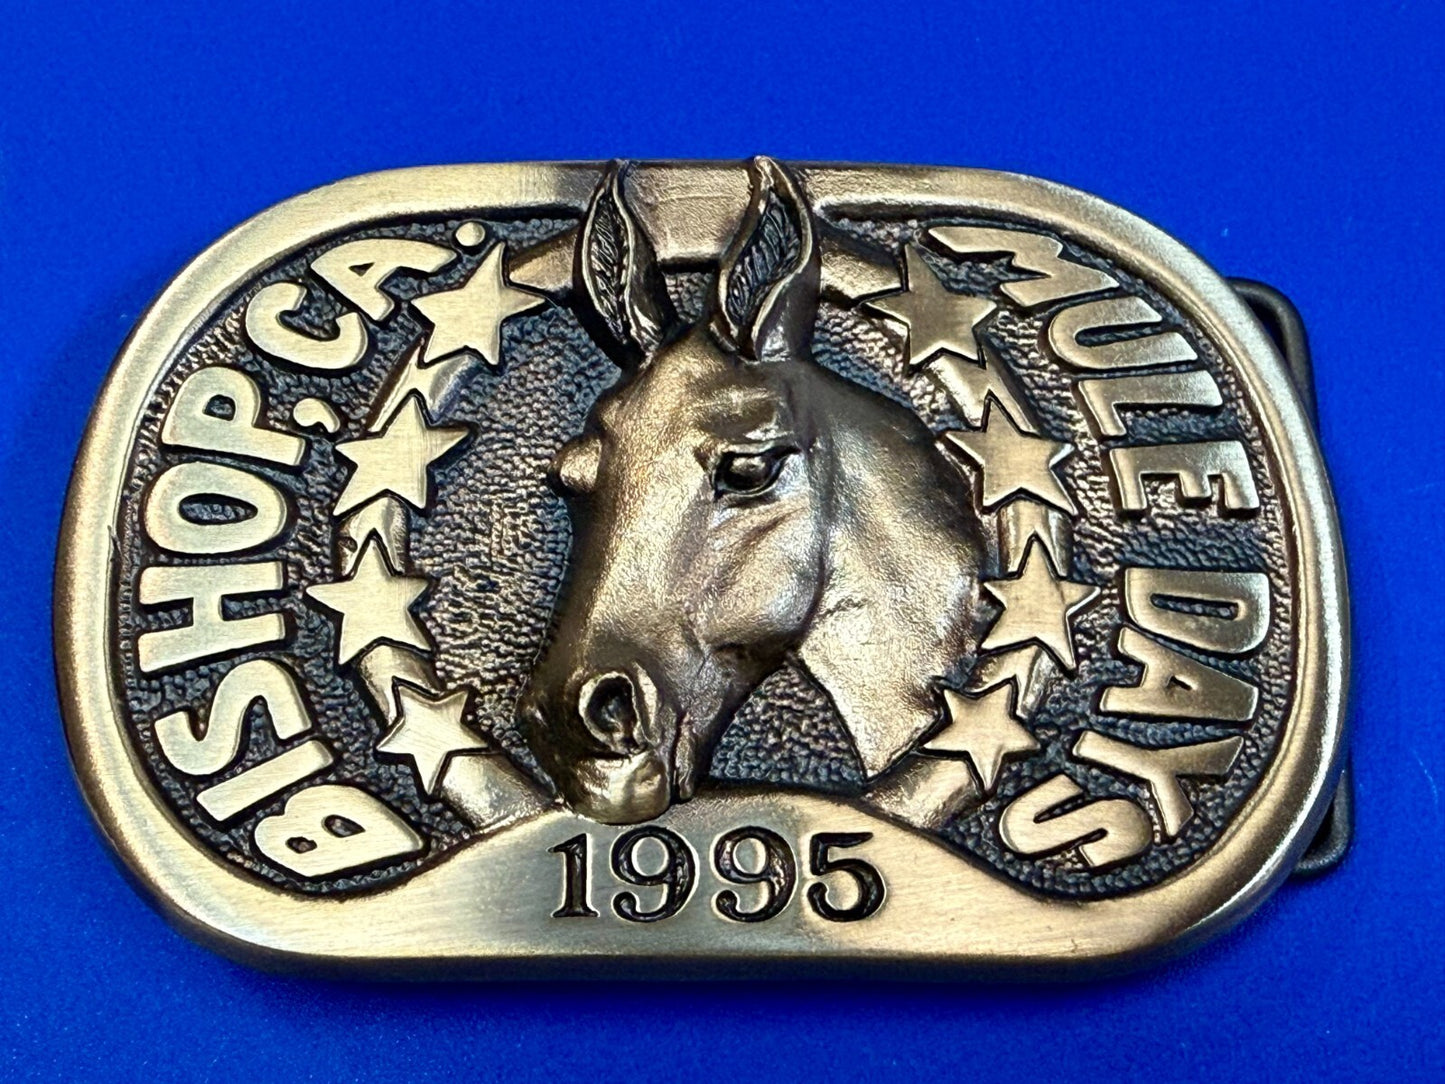 BISHOP, CA.
MULE DAYS
1995